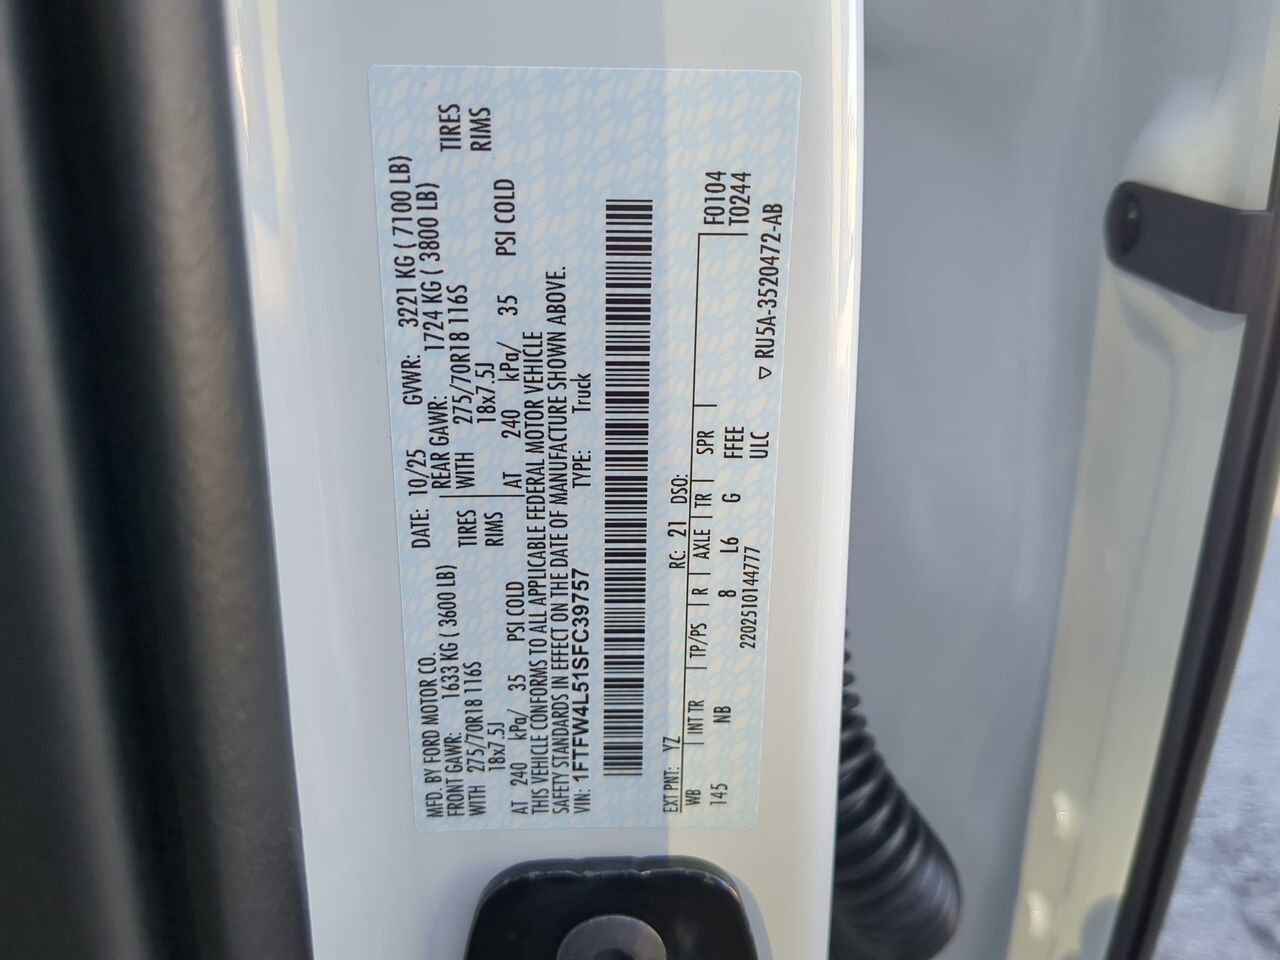 MFD. BY FORD MOTOR CO. DATE: 10/25 GVWR: 3221 KG ( 7100 LB)
FRONT GAWR: 1633 KG ( 3600 LB) REAR GAWR: 1724 KG ( 3800 LB)
WITH 275/70R18 116S TIRES WITH 275/70R18 116S TIRES
18x7.5J RIMS 18x7.5J RIMS
AT 240 kPa/ 35 PSI COLD AT 240 kPa/ 35 PSI COLD
THIS VEHICLE CONFORMS TO ALL APPLICABLE FEDERAL MOTOR VEHICLE
SAFETY STANDARDS IN EFFECT ON THE DATE OF MANUFACTURE SHOWN ABOVE.
VIN: 1FTFW4L51SFC39757 TYPE: Truck
EXT PNT: YZ RC: 21 DSO:
WB INT TR TP/PS R AXLE TR SPR F0104
145 NB 8 L6 G FFEE T0244
2202510144777 ULC
▽ RU5A-3520472-AB